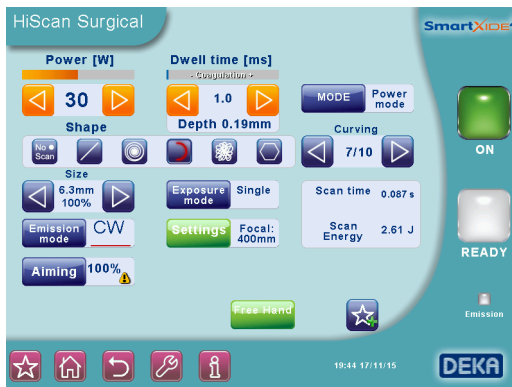 HiScan Surgical
SmartXide²
Power [W]
Dwell time [ms]
- Coagulation +
30
1.0
MODE
Power
mode
Depth 0.19mm
Shape
Curving
No
Scan
7/10
ON
Size
6.3mm
100%
Exposure
mode
Single
Scan time 0.087 s
Emission
mode
CW
Settings
Focal:
400mm
Scan
Energy
2.61 J
READY
Aiming
100%
Free Hand
Emission
19:44 17/11/15
DEKA